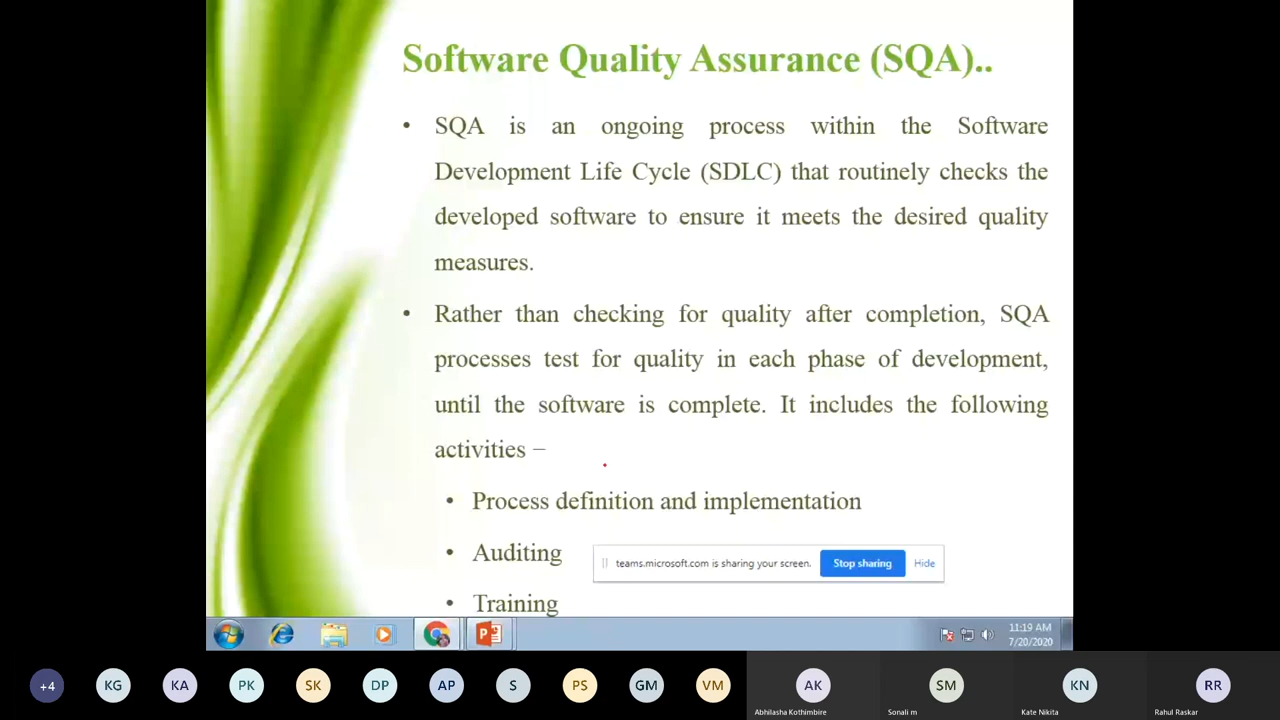 Software Quality Assurance (SQA)..
• SQA is an ongoing process within the Software
Development Life Cycle (SDLC) that routinely checks the
developed software to ensure it meets the desired quality
measures.
• Rather than checking for quality after completion, SQA
processes test for quality in each phase of development,
until the software is complete. It includes the following
activities −
• Process definition and implementation
• Auditing
teams.microsoft.com is sharing your screen. Stop sharing Hide
• Training
11:19 AM
7/20/2020
+4 KG KA PK SK DP AP S PS GM VM AK SM KN RR
Abhilasha Kothimbire Sonali m Kate Nikita Rahul Raskar